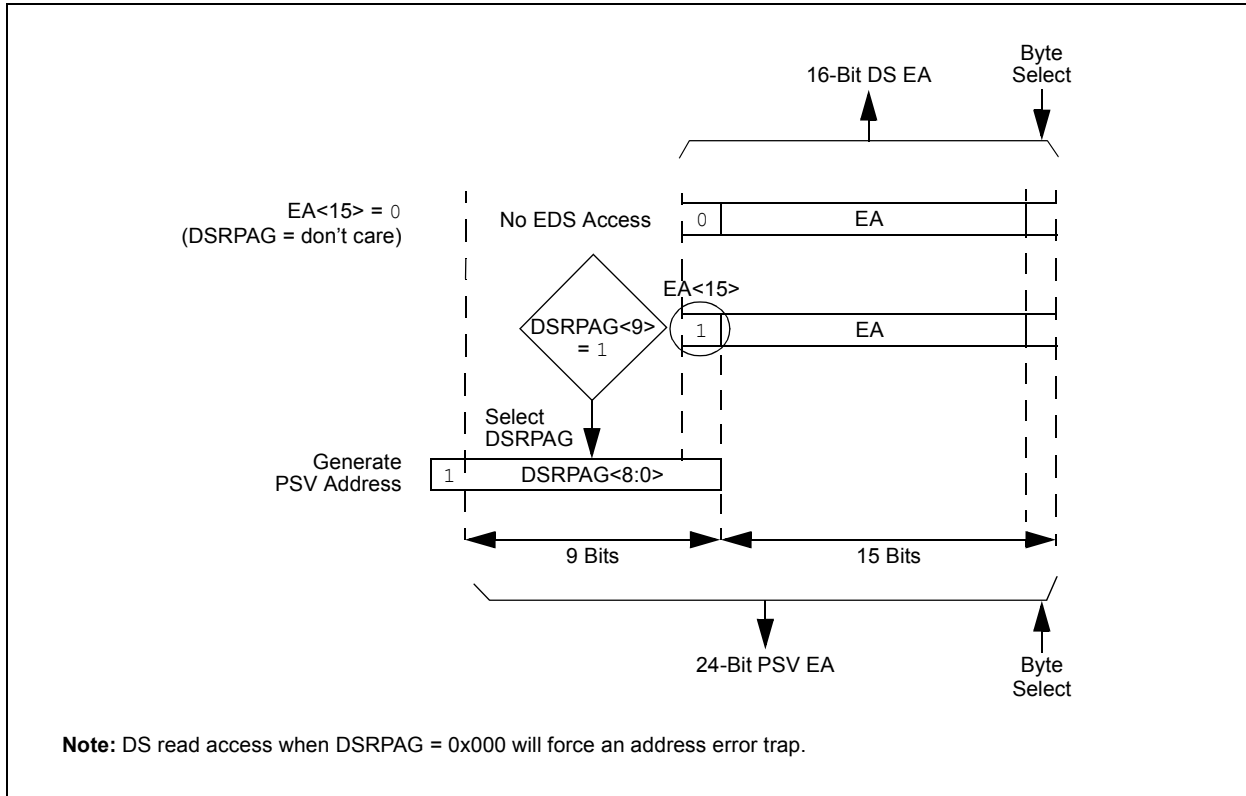 16-Bit DS EA
Byte
Select
EA<15> = 0
(DSRPAG = don't care)
No EDS Access
0
EA
EA<15>
DSRPAG<9>
= 1
1
EA
Select
DSRPAG
Generate
PSV Address
1
DSRPAG<8:0>
9 Bits
15 Bits
24-Bit PSV EA
Byte
Select
Note: DS read access when DSRPAG = 0x000 will force an address error trap.